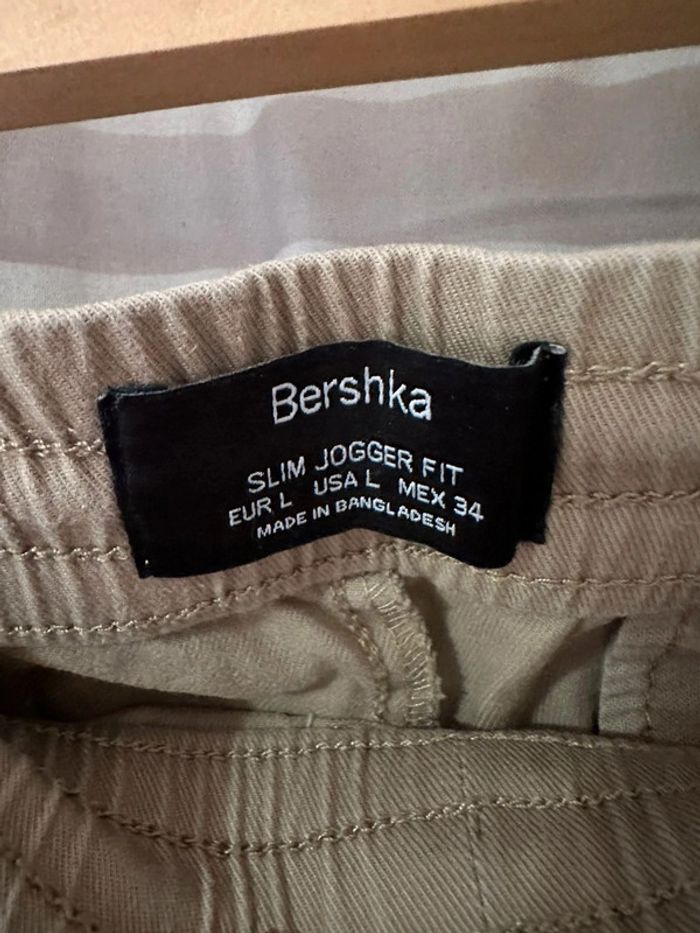 Bershka
SLIM JOGGER FIT
EUR L USA L MEX 34
MADE IN BANGLADESH